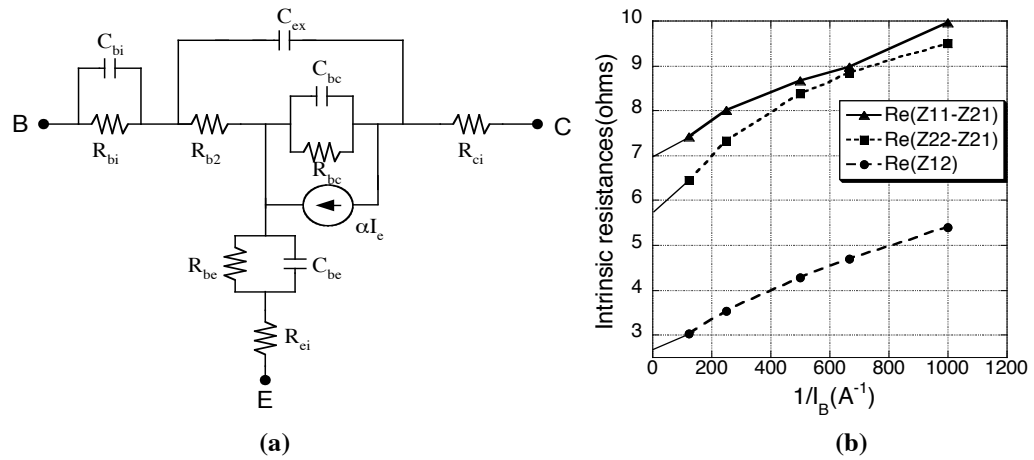 C_ex
C_bi
C_bc
B
C
R_bi
R_b2
R_bc
R_ci
αI_e
R_be
C_be
R_ei
E
(a)
Intrinsic resistances(ohms)
10
9
8
7
6
5
4
3
0 200 400 600 800 1000 1200
1/I_B(A^-1)
Re(Z11-Z21)
Re(Z22-Z21)
Re(Z12)
(b)